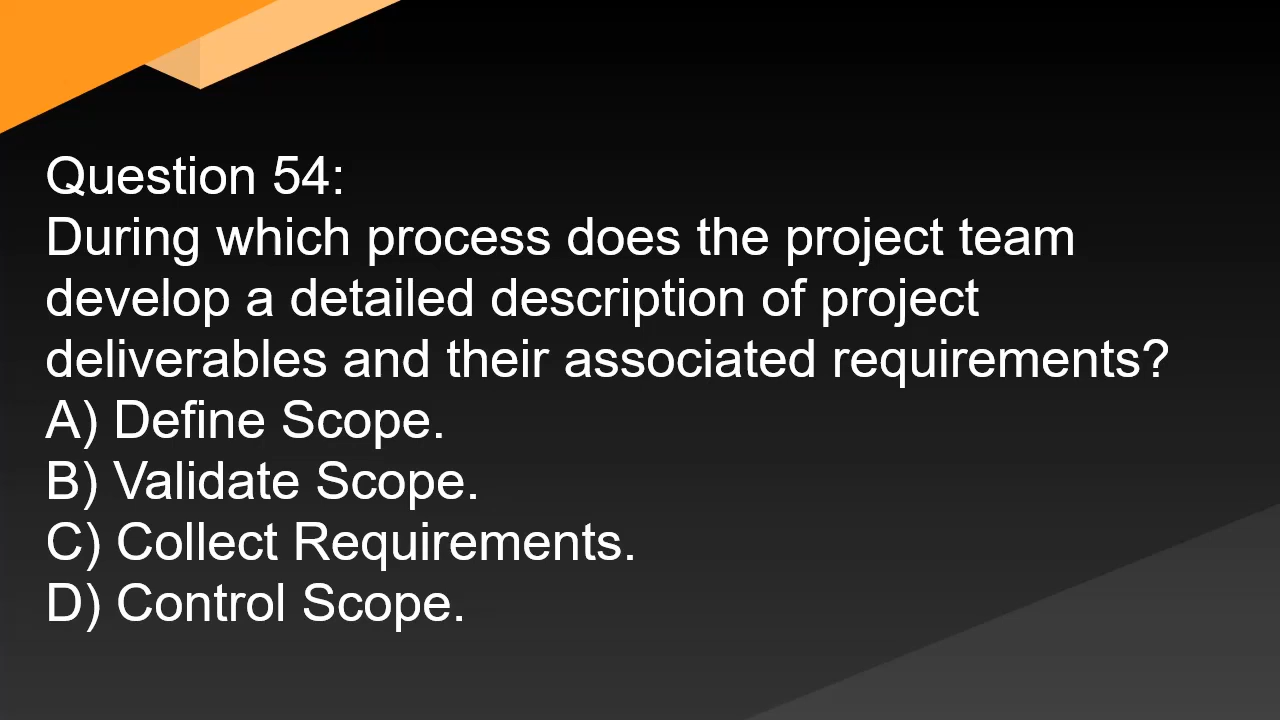 Question 54:
During which process does the project team
develop a detailed description of project
deliverables and their associated requirements?
A) Define Scope.
B) Validate Scope.
C) Collect Requirements.
D) Control Scope.